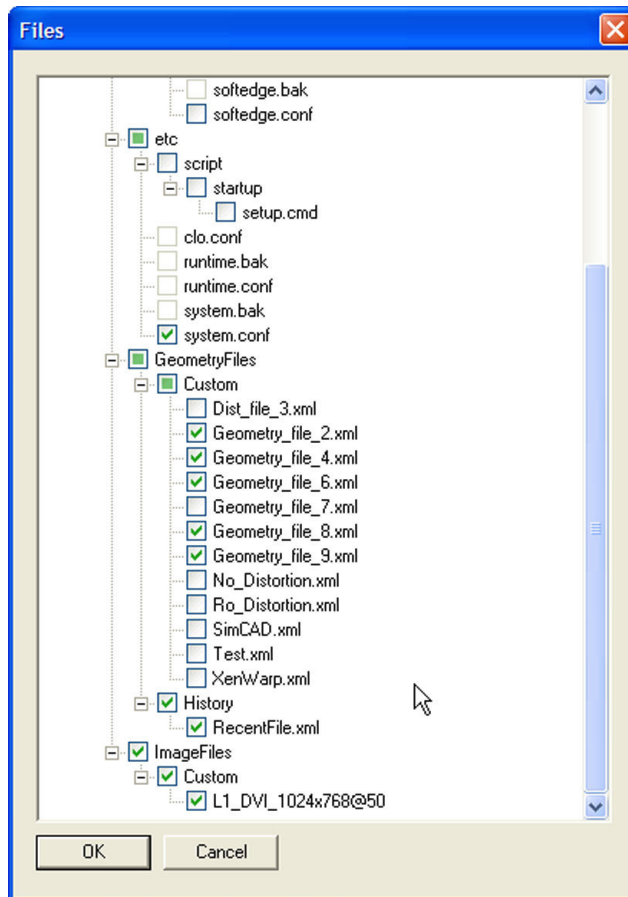 Files
softedge.bak
softedge.conf
etc
script
startup
setup.cmd
clo.conf
runtime.bak
runtime.conf
system.bak
system.conf
GeometryFiles
Custom
Dist_file_3.xml
Geometry_file_2.xml
Geometry_file_4.xml
Geometry_file_6.xml
Geometry_file_7.xml
Geometry_file_8.xml
Geometry_file_9.xml
No_Distortion.xml
Ro_Distortion.xml
SimCAD.xml
Test.xml
XenWarp.xml
History
RecentFile.xml
ImageFiles
Custom
L1_DVI_1024x768@50
OK Cancel